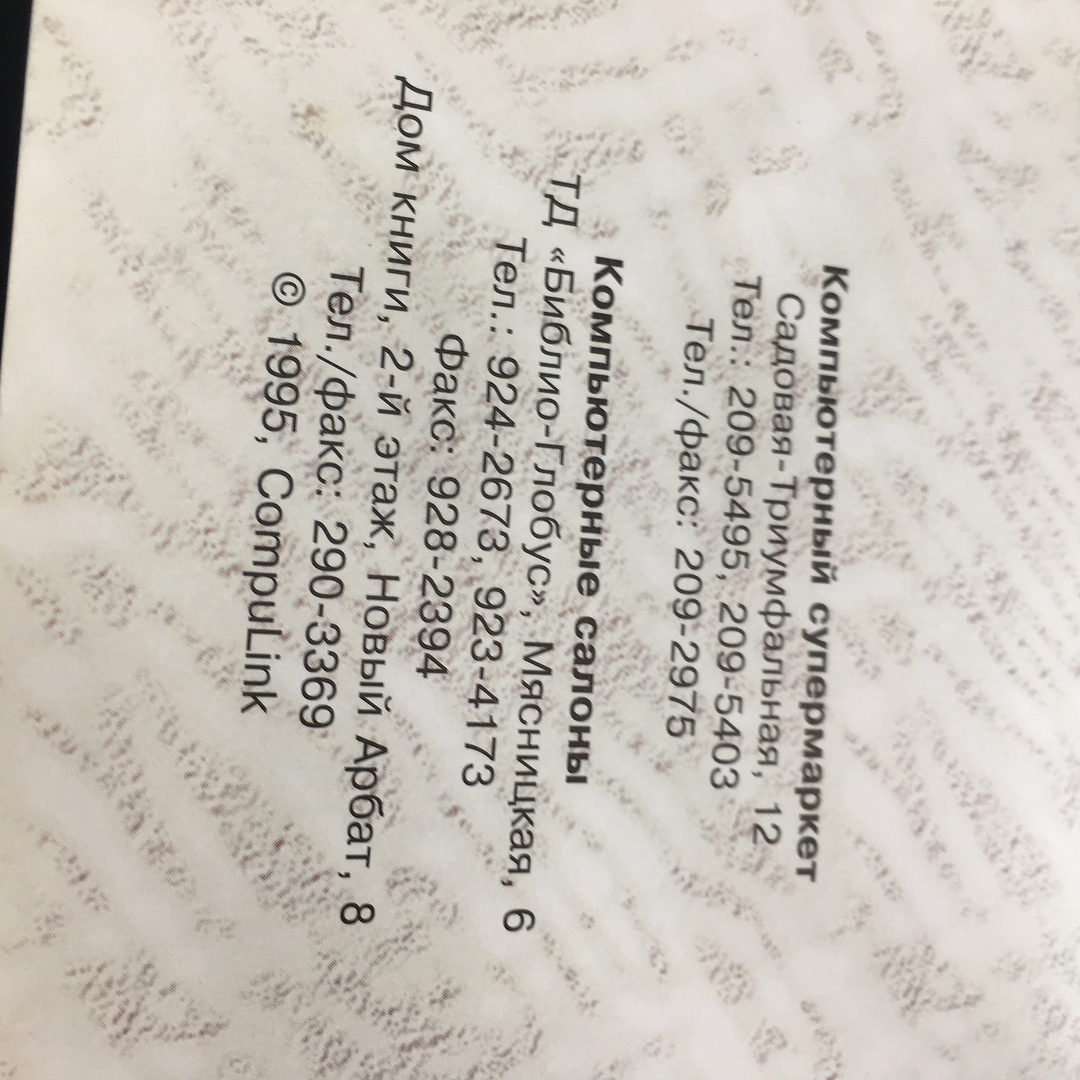 Компьютерный супермаркет
Садовая-Триумфальная, 12
Тел.: 209-5495, 209-5403
Тел./факс: 209-2975
Компьютерные салоны
ТД «Библио-Глобус», Мясницкая, 6
Тел.: 924-2673, 923-4173
Факс: 928-2394
Дом книги, 2-й этаж, Новый Арбат, 8
Тел./факс: 290-3369
© 1995, CompuLink